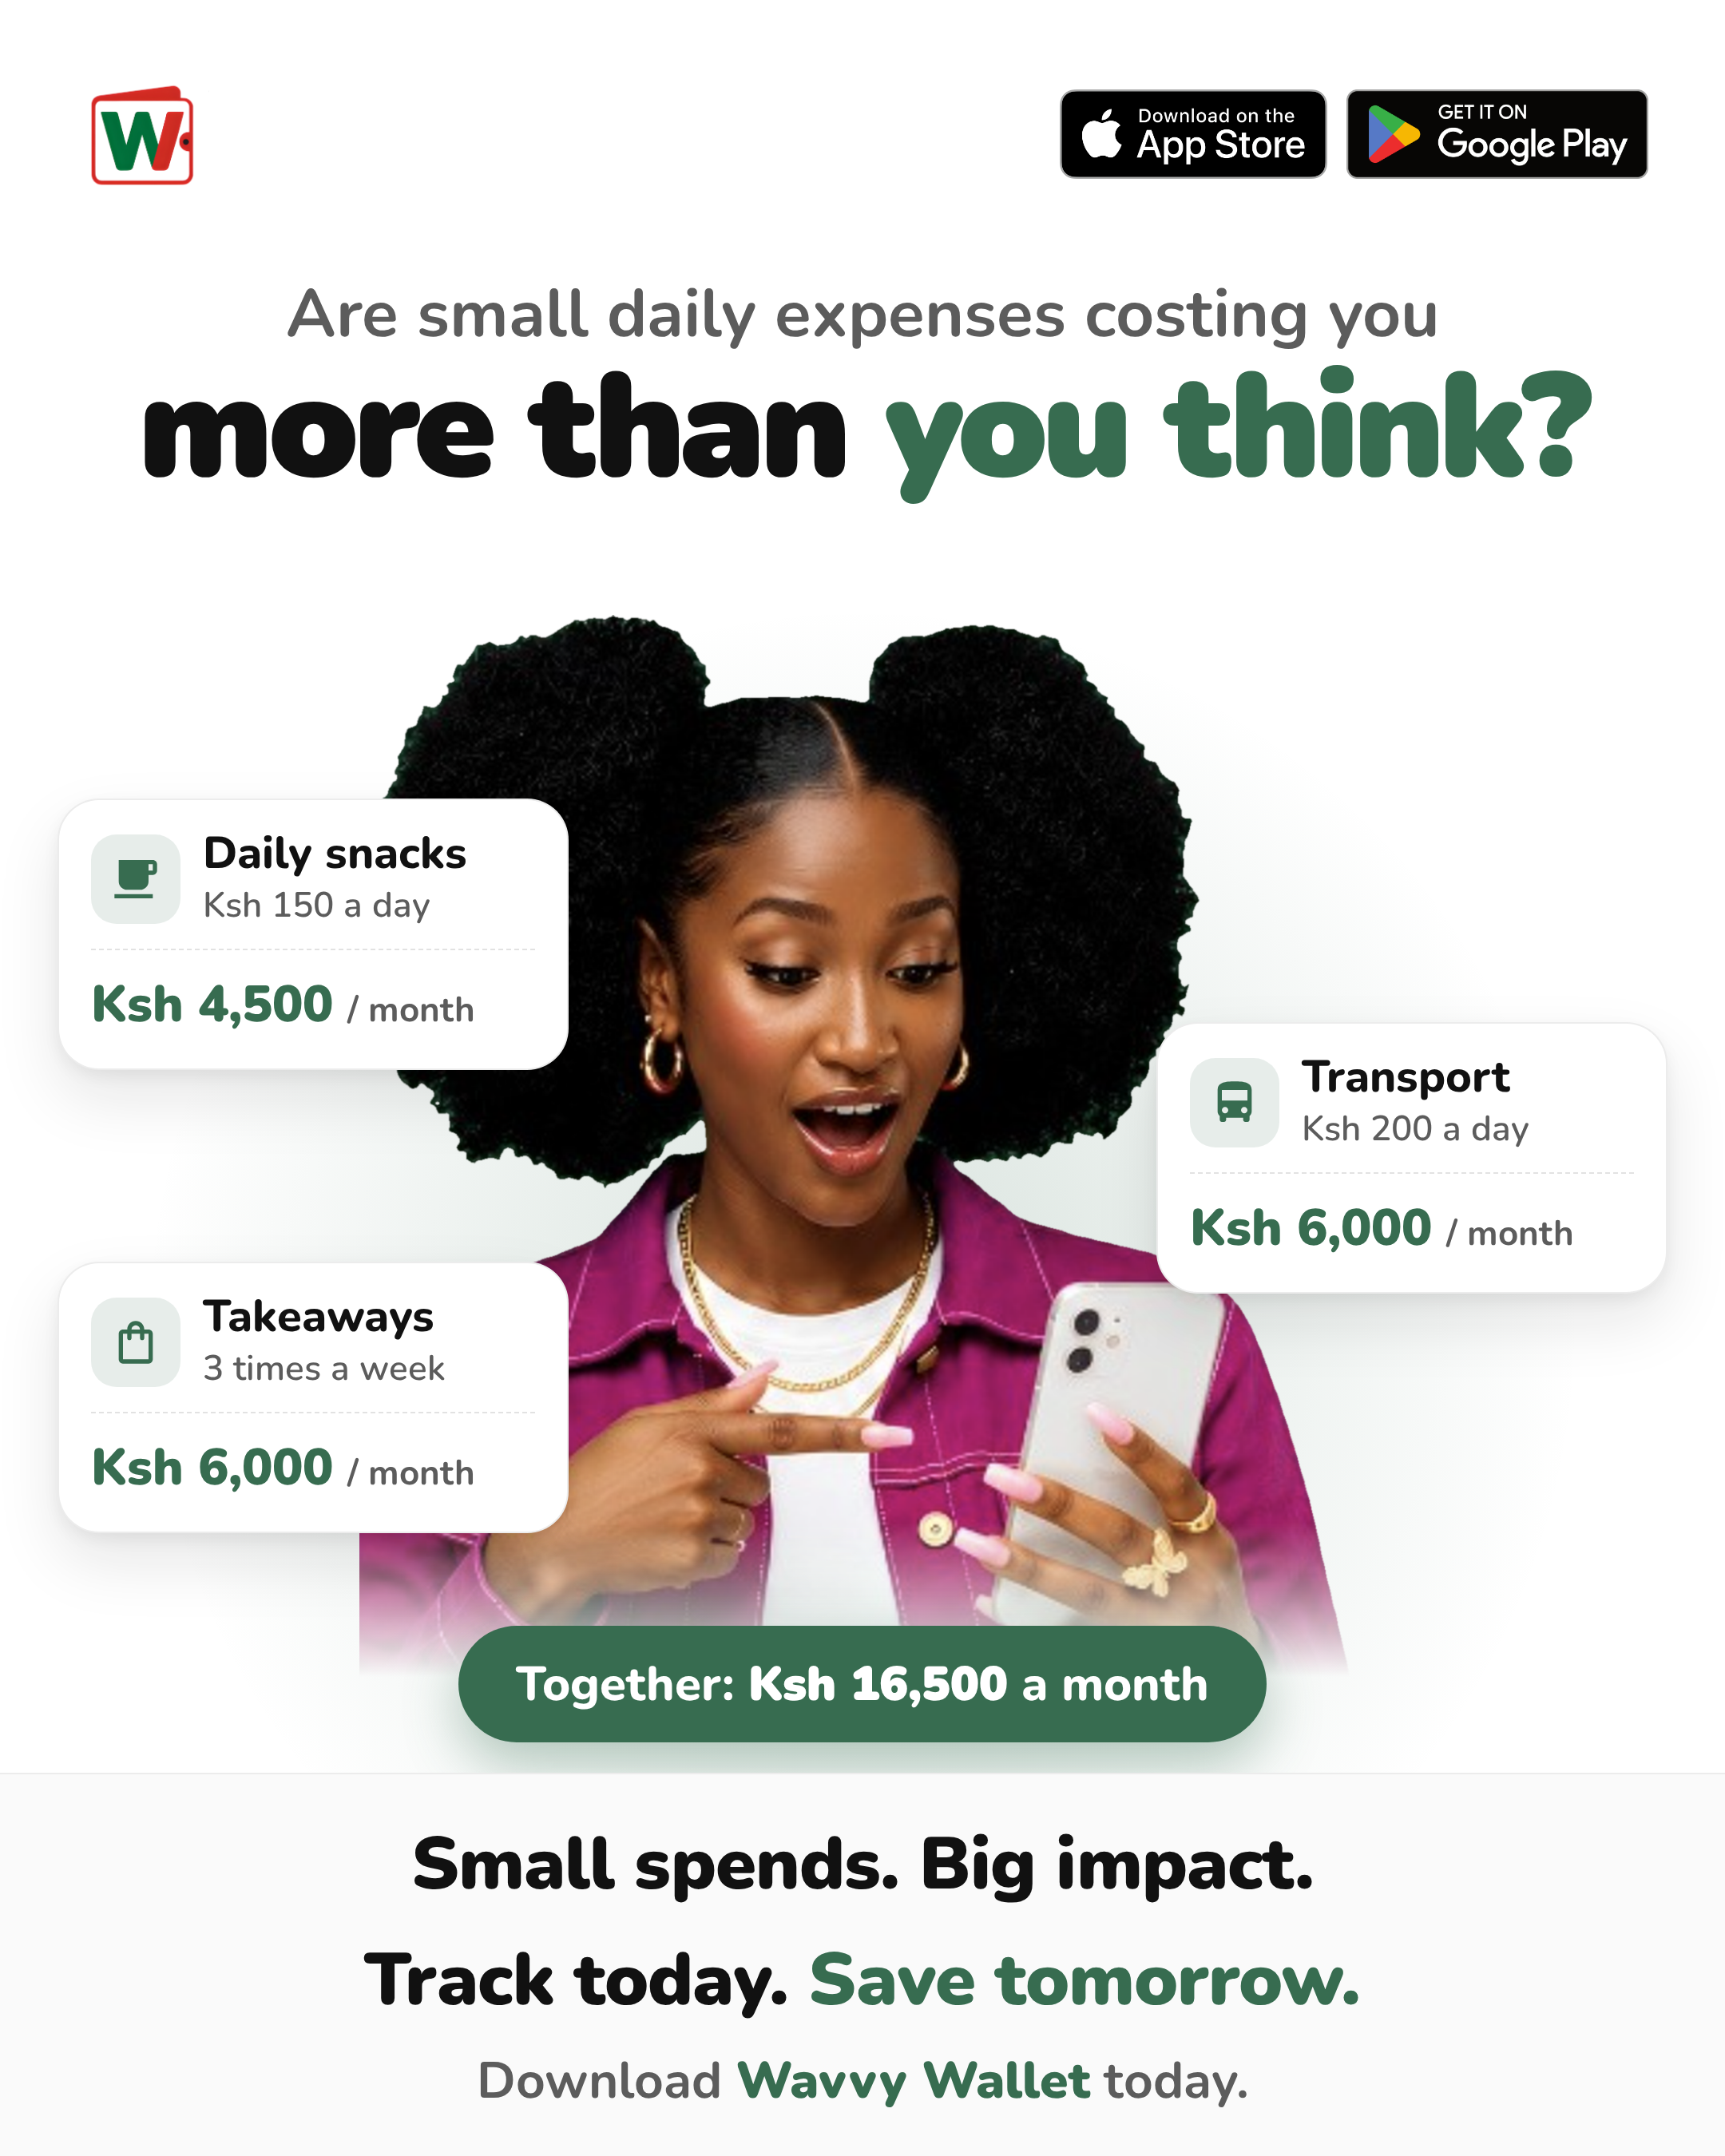 W
Download on the
App Store
GET IT ON
Google Play
Are small daily expenses costing you
more than you think?
Daily snacks
Ksh 150 a day
Ksh 4,500 / month
Transport
Ksh 200 a day
Ksh 6,000 / month
Takeaways
3 times a week
Ksh 6,000 / month
Together: Ksh 16,500 a month
Small spends. Big impact.
Track today. Save tomorrow.
Download Wavvy Wallet today.